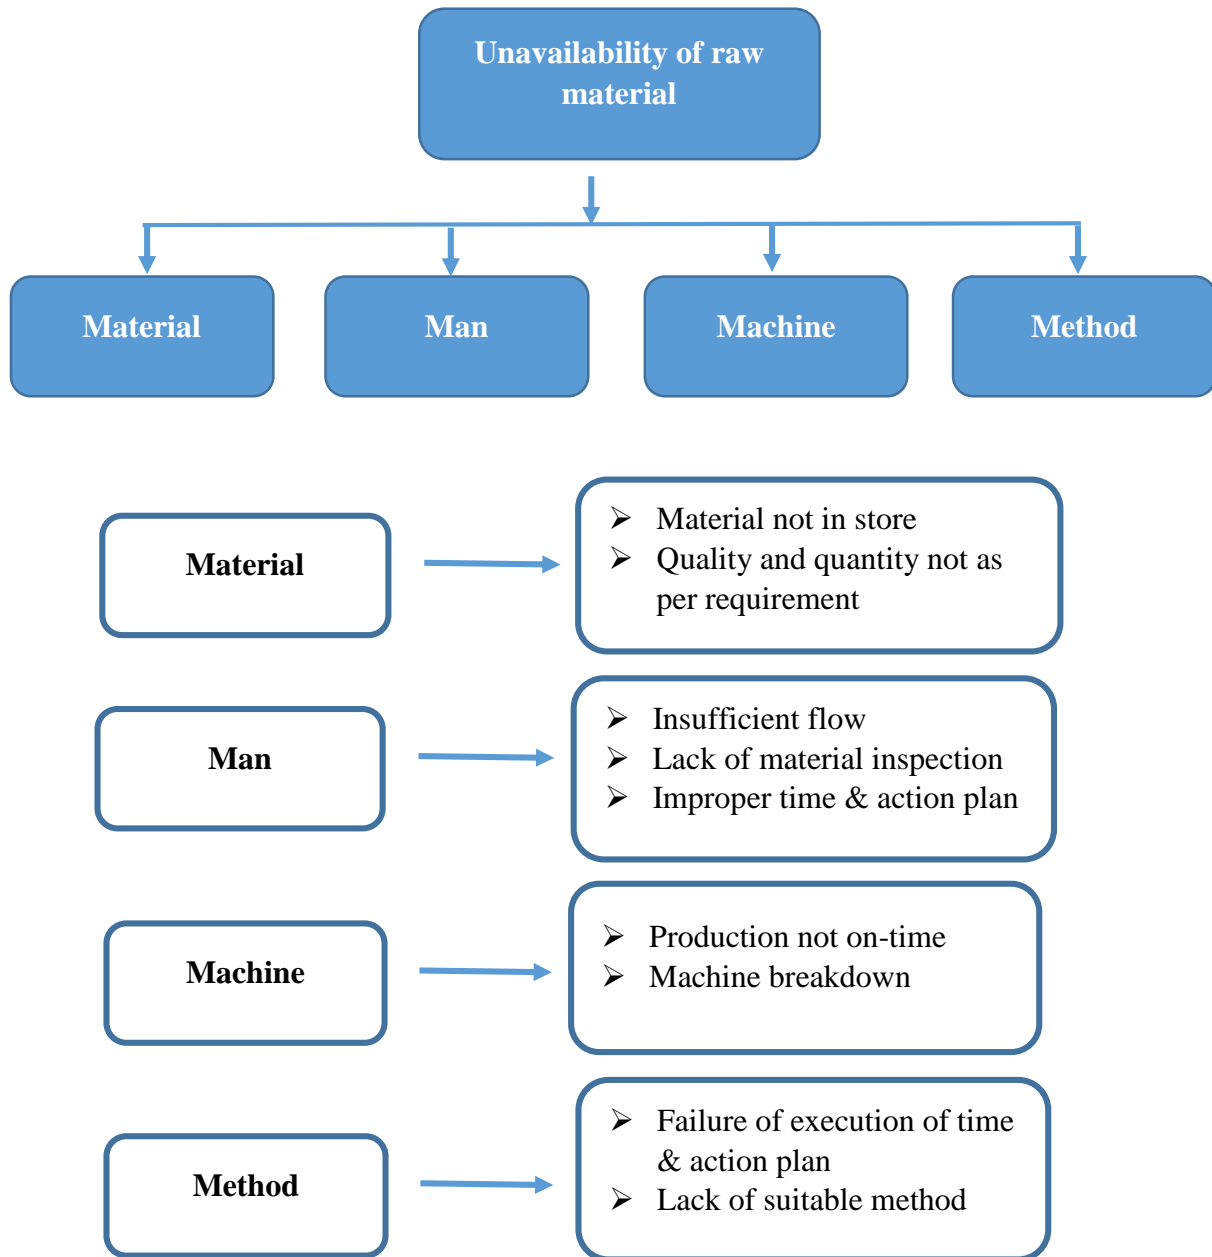 Unavailability of raw
material
Material
Man
Machine
Method
Material
➢ Material not in store
➢ Quality and quantity not as
per requirement
Man
➢ Insufficient flow
➢ Lack of material inspection
➢ Improper time & action plan
Machine
➢ Production not on-time
➢ Machine breakdown
Method
➢ Failure of execution of time
& action plan
➢ Lack of suitable method